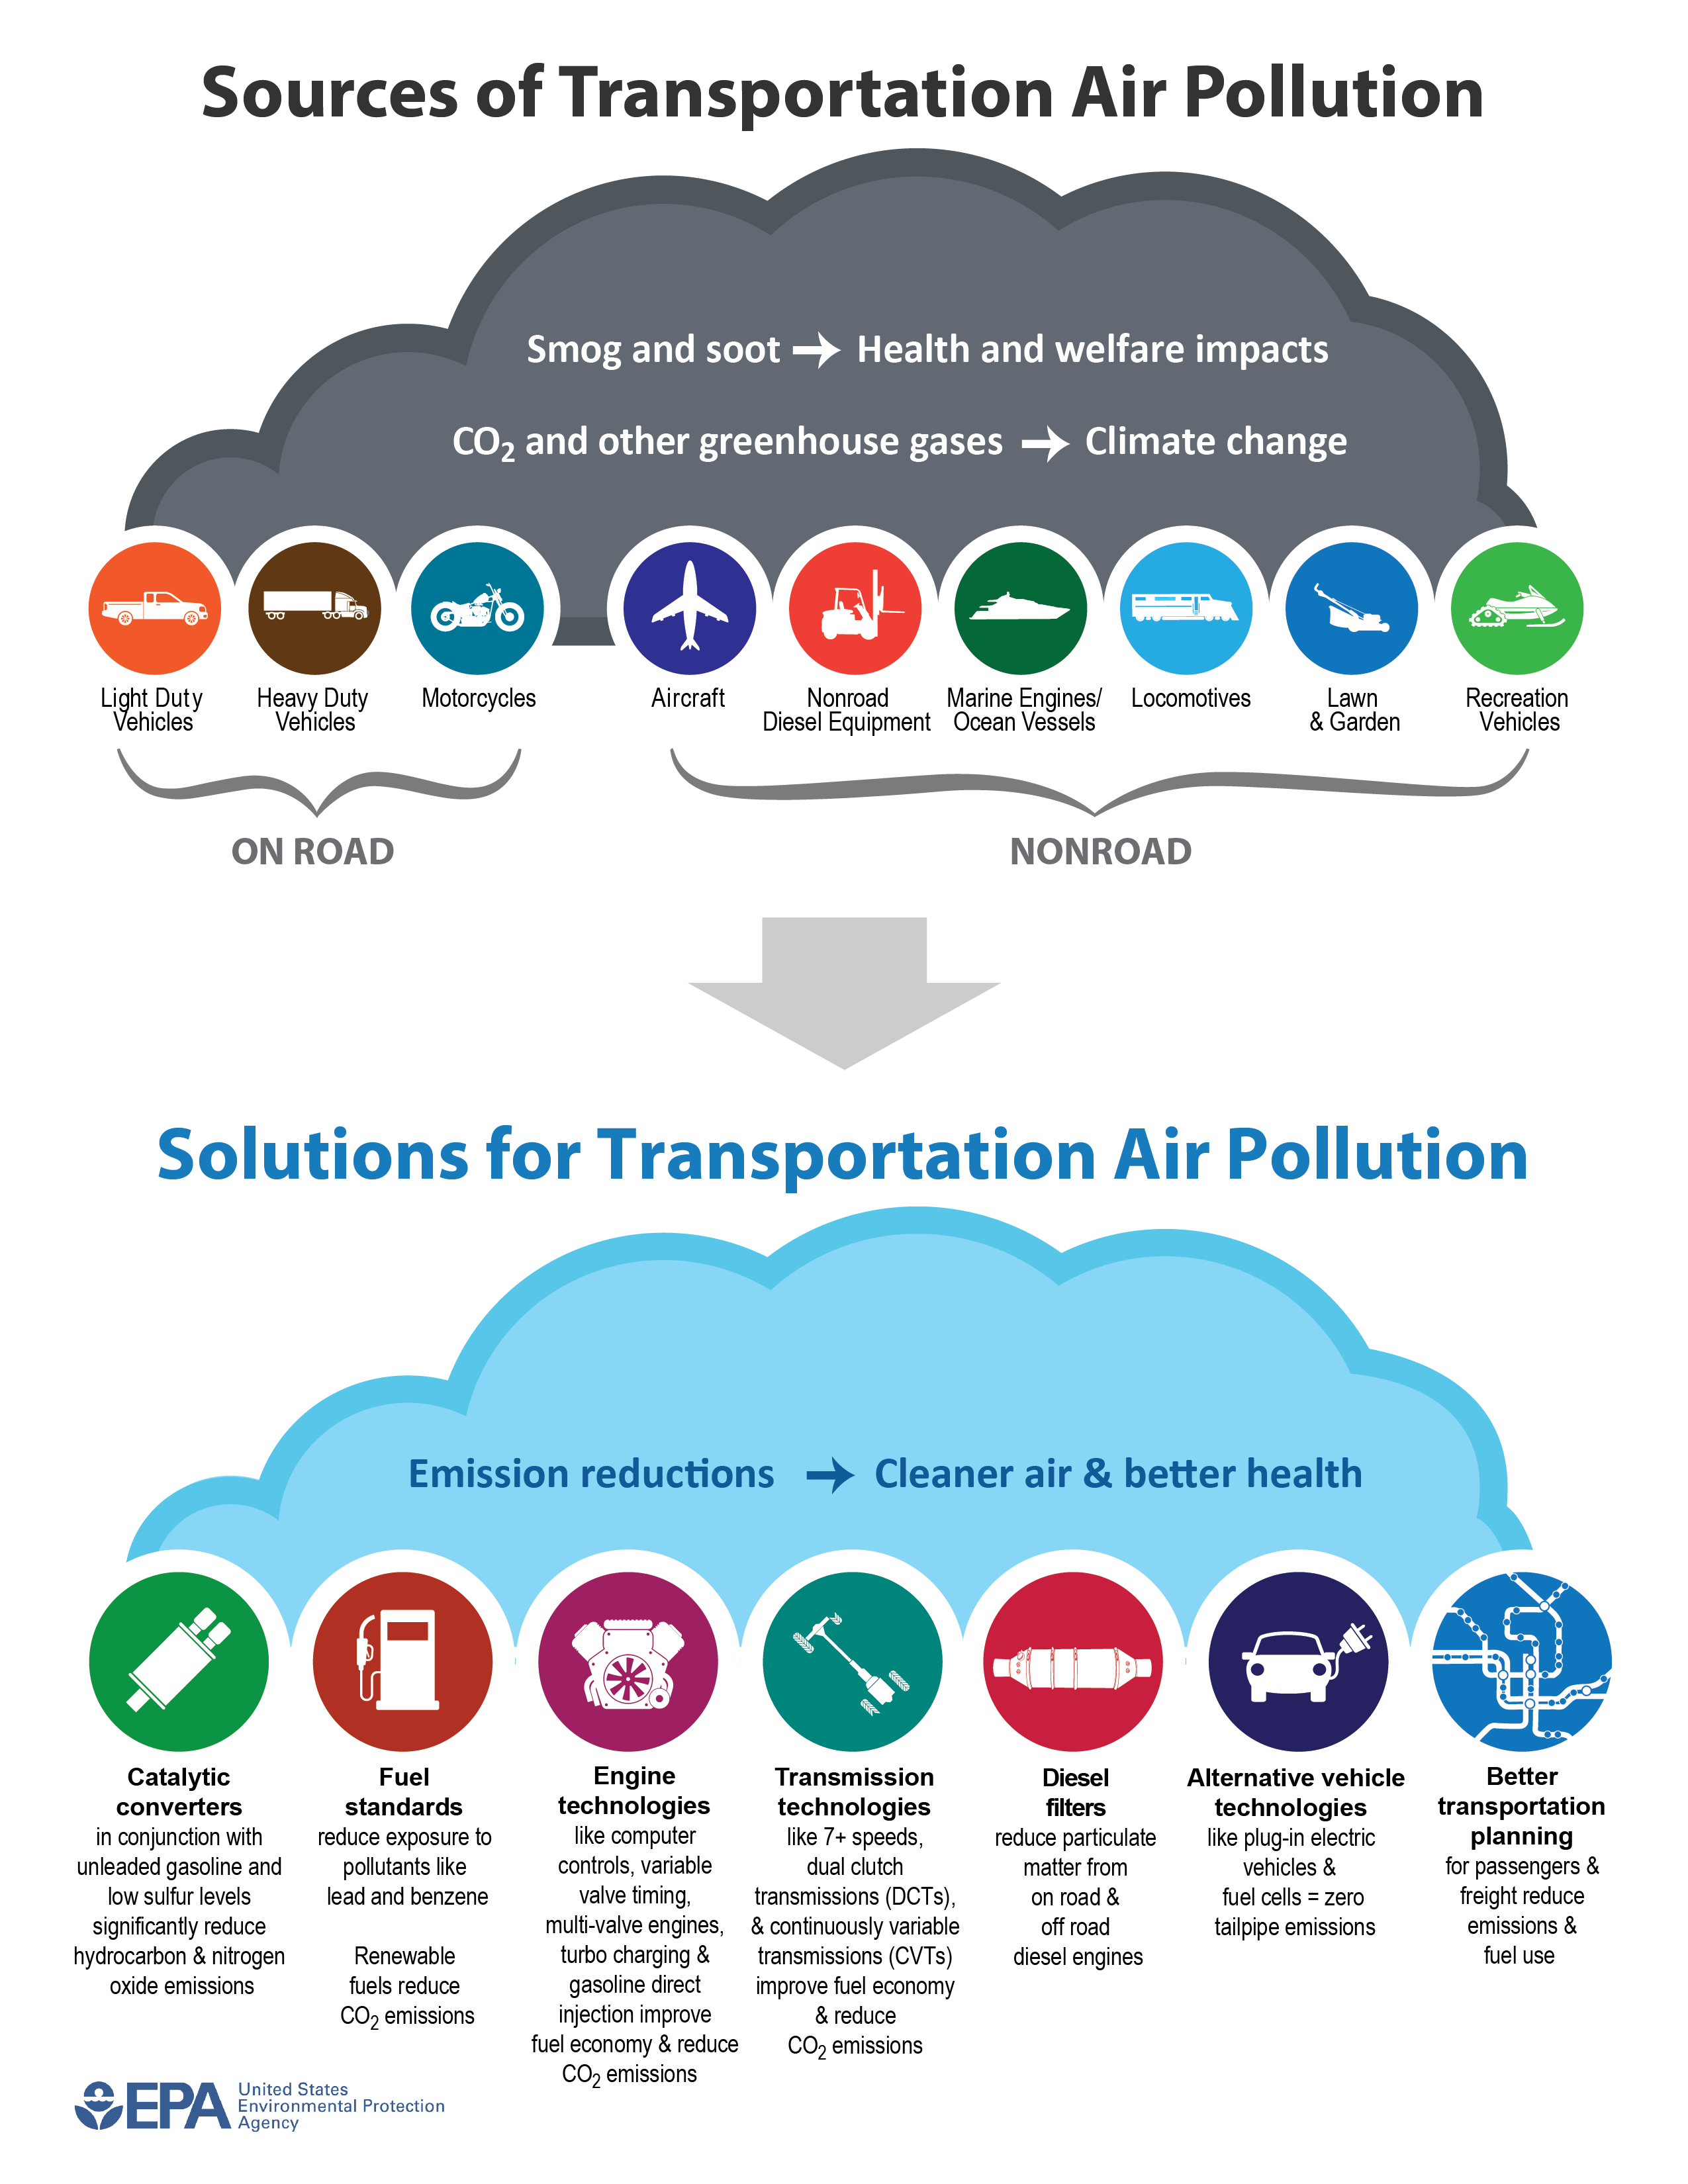 Sources of Transportation Air Pollution
Smog and soot → Health and welfare impacts
CO₂ and other greenhouse gases → Climate change
Light Duty
Vehicles
Heavy Duty
Vehicles
Motorcycles
Aircraft
Nonroad
Diesel Equipment
Marine Engines/
Ocean Vessels
Locomotives
Lawn
& Garden
Recreation
Vehicles
ON ROAD
NONROAD
Solutions for Transportation Air Pollution
Emission reductions → Cleaner air & better health
Catalytic
converters
in conjunction with
unleaded gasoline and
low sulfur levels
significantly reduce
hydrocarbon & nitrogen
oxide emissions
Fuel
standards
reduce exposure to
pollutants like
lead and benzene
Renewable
fuels reduce
CO₂ emissions
Engine
technologies
like computer
controls, variable
valve timing,
multi-valve engines,
turbo charging &
gasoline direct
injection improve
fuel economy & reduce
CO₂ emissions
Transmission
technologies
like 7+ speeds,
dual clutch
transmissions (DCTs),
& continuously variable
transmissions (CVTs)
improve fuel economy
& reduce
CO₂ emissions
Diesel
filters
reduce particulate
matter from
on road &
off road
diesel engines
Alternative vehicle
technologies
like plug-in electric
vehicles &
fuel cells = zero
tailpipe emissions
Better
transportation
planning
for passengers &
freight reduce
emissions &
fuel use
EPA
United States
Environmental Protection
Agency